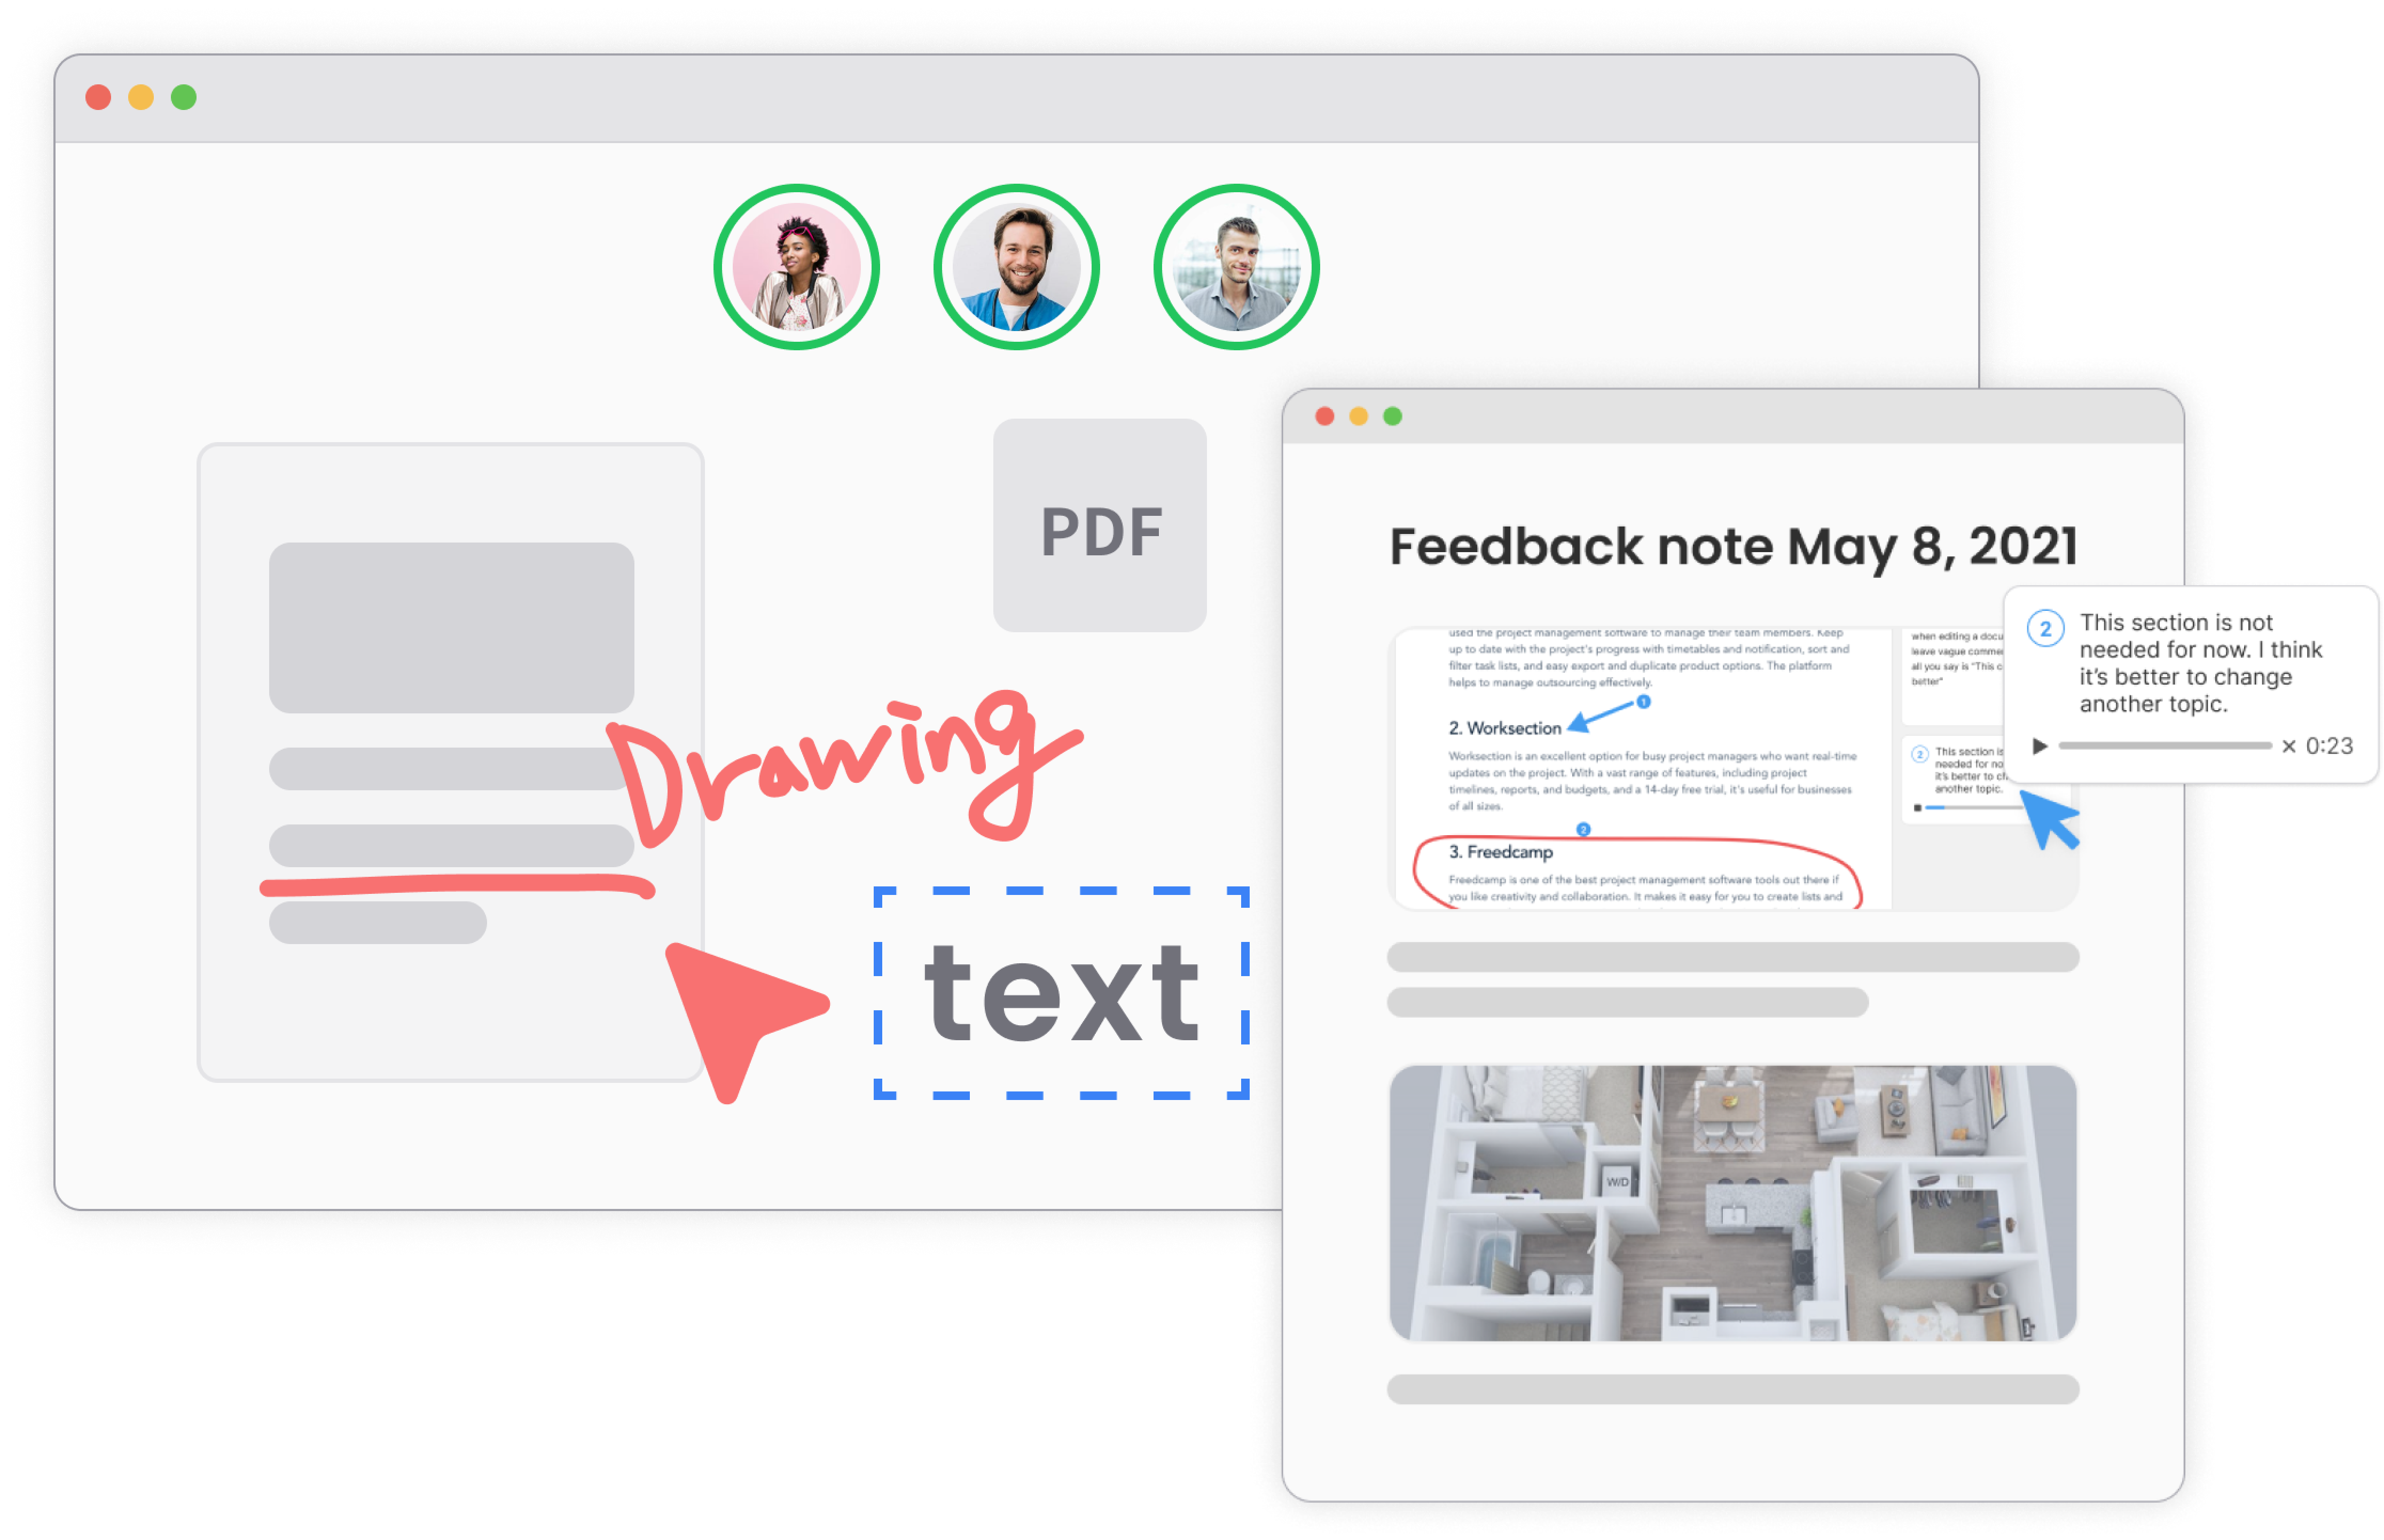 PDF
Drawing
text
Feedback note May 8, 2021
used the project management software to manage their team members. Keep
up to date with the project's progress with timetables and notification, sort and
filter task lists, and easy export and duplicate product options. The platform
helps to manage outsourcing effectively.
1
2. Worksection
Worksection is an excellent option for busy project managers who want real-time
updates on the project. With a vast range of features, including project
timelines, reports, and budgets, and a 14-day free trial, it's useful for businesses
of all sizes.
2
3. Freedcamp
Freedcamp is one of the best project management software tools out there if
you like creativity and collaboration. It makes it easy for you to create lists and
when editing a docu
leave vague comme
all you say is "This c
better"
2 This section is
needed for no
it's better to ch
another topic.
2 This section is not
needed for now. I think
it's better to change
another topic.
× 0:23
W/D